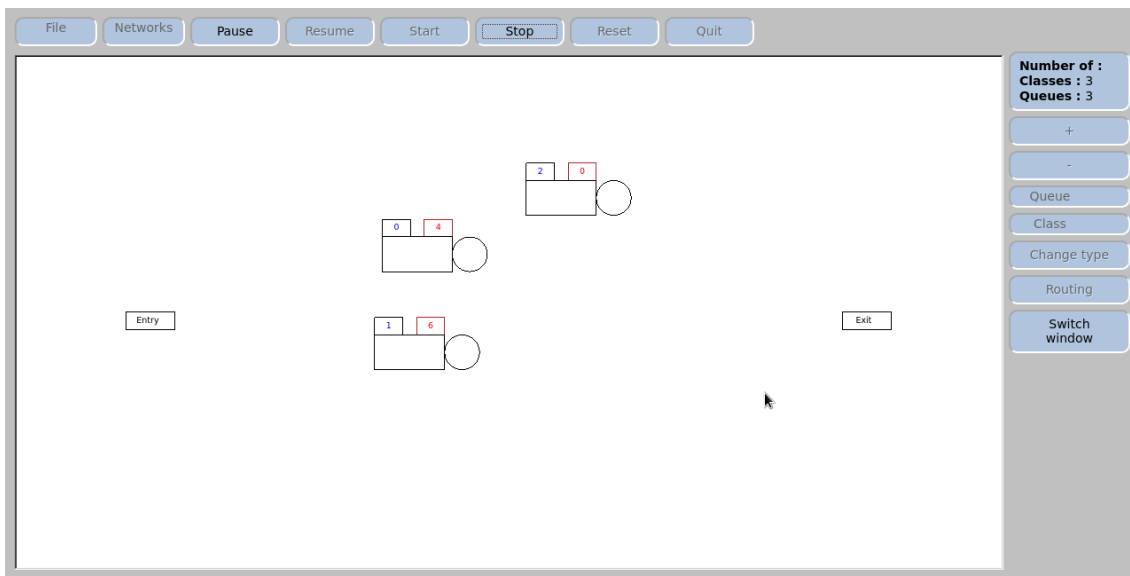 File
Networks
Pause
Resume
Start
Stop
Reset
Quit
Number of :
Classes : 3
Queues : 3
+
-
Queue
Class
Change type
Routing
Switch
window
2 0
0 4
Entry
1 6
Exit